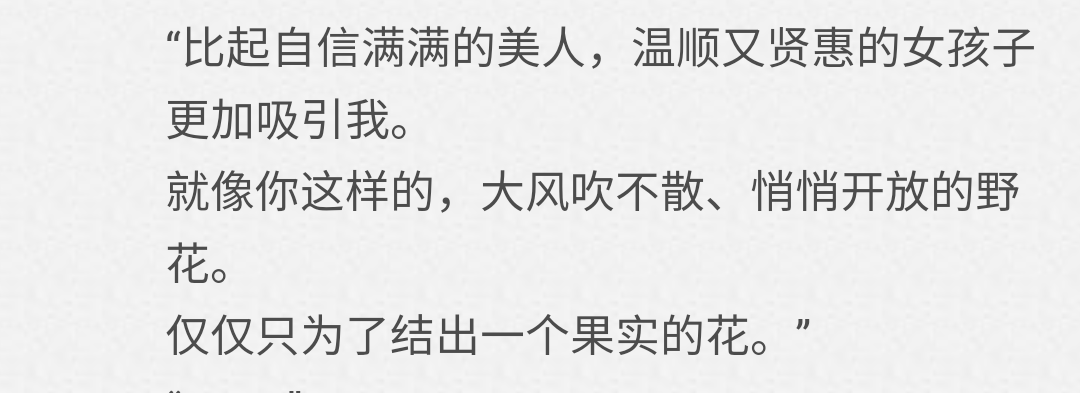 “比起自信满满的美人，温顺又贤惠的女孩子
更加吸引我。
就像你这样的，大风吹不散、悄悄开放的野
花。
仅仅只为了结出一个果实的花。”